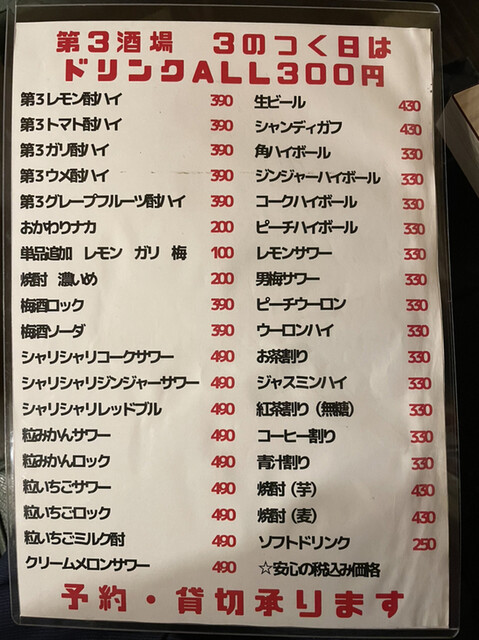 第3酒場 3のつく日は
ドリンクALL300円
第3レモン酎ハイ 390
第3トマト酎ハイ 390
第3ガリ酎ハイ 390
第3ウメ酎ハイ 390
第3グレープフルーツ酎ハイ 390
おかわりナカ 200
単品追加 レモン ガリ 梅 100
焼酎 濃いめ 200
梅酒ロック 390
梅酒ソーダ 390
シャリシャリコークサワー 490
シャリシャリジンジャーサワー 490
シャリシャリレッドブル 490
粒みかんサワー 490
粒みかんロック 490
粒いちごサワー 490
粒いちごロック 490
粒いちごミルク酎 490
クリームメロンサワー 490
生ビール 430
シャンディガフ 430
角ハイボール 330
ジンジャーハイボール 330
コークハイボール 330
ピーチハイボール 330
レモンサワー 330
男梅サワー 330
ピーチウーロン 330
ウーロンハイ 330
お茶割り 330
ジャスミンハイ 330
紅茶割り（無糖） 330
コーヒー割り 330
青汁割り 330
焼酎（芋） 430
焼酎（麦） 430
ソフトドリンク 250
☆安心の税込み価格
予約・貸切承ります